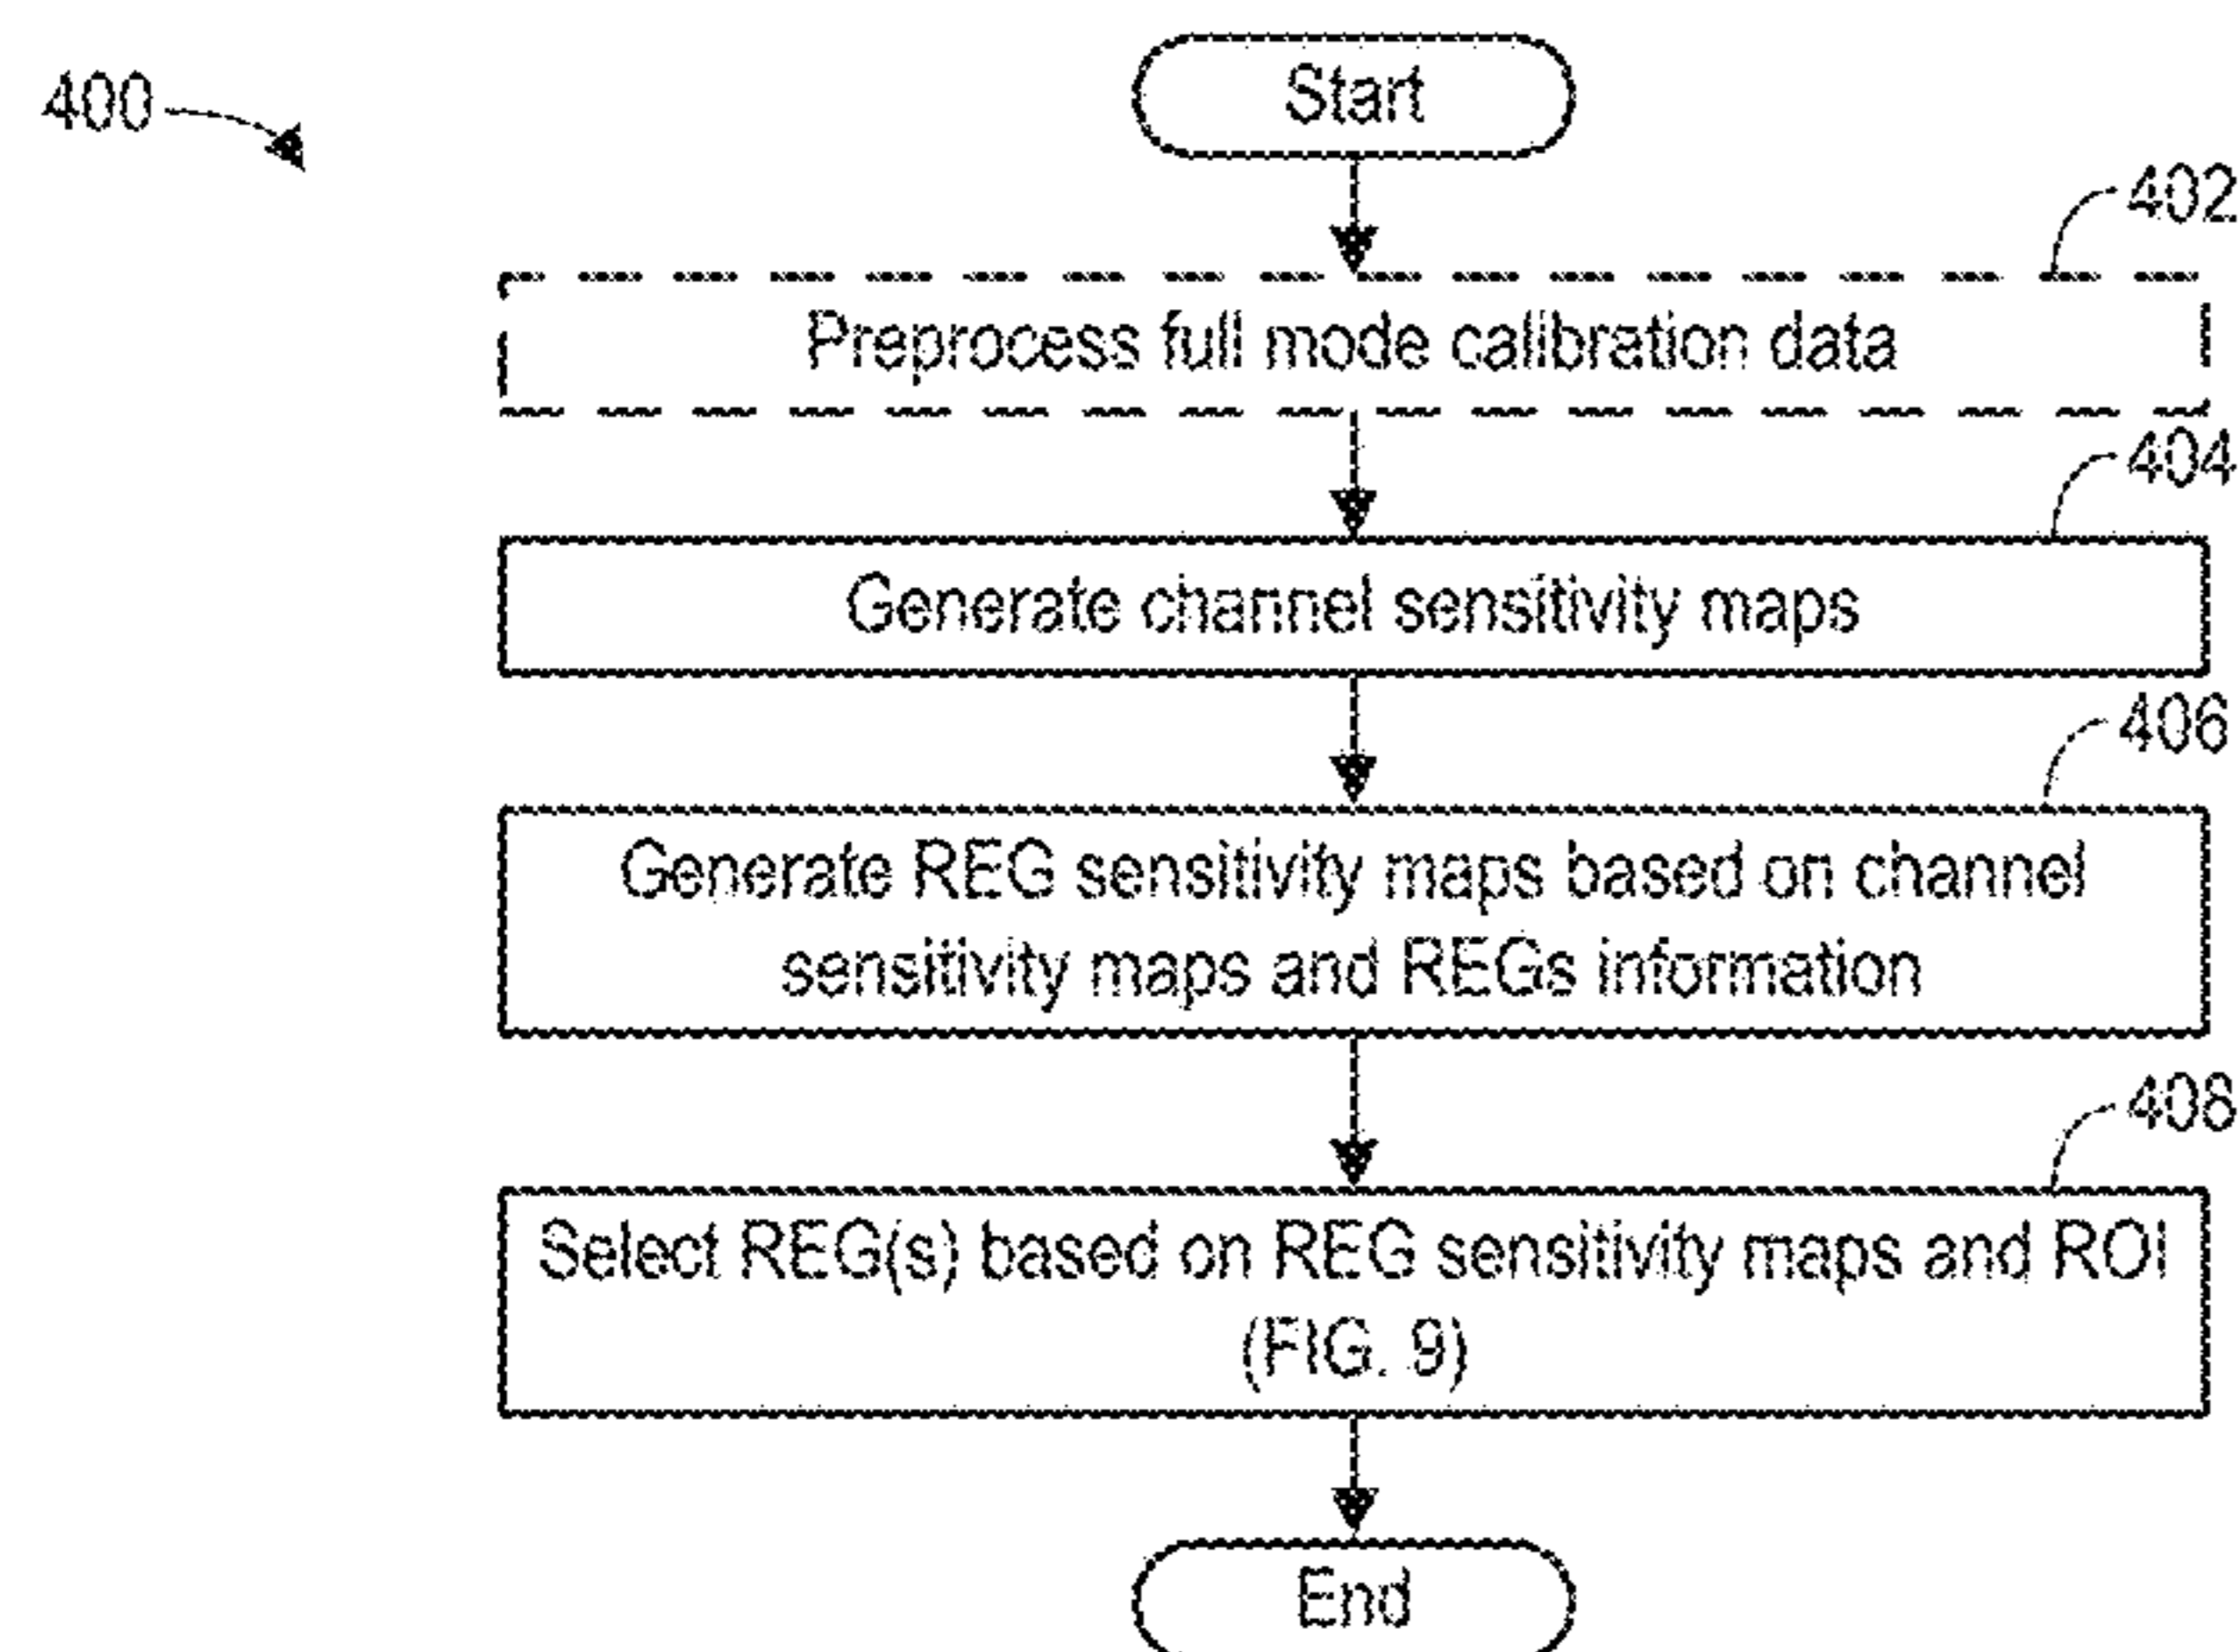 400
Start
402
Preprocess full mode calibration data
404
Generate channel sensitivity maps
406
Generate REG sensitivity maps based on channel
sensitivity maps and REGs information
408
Select REG(s) based on REG sensitivity maps and ROI
(FIG. 9)
End